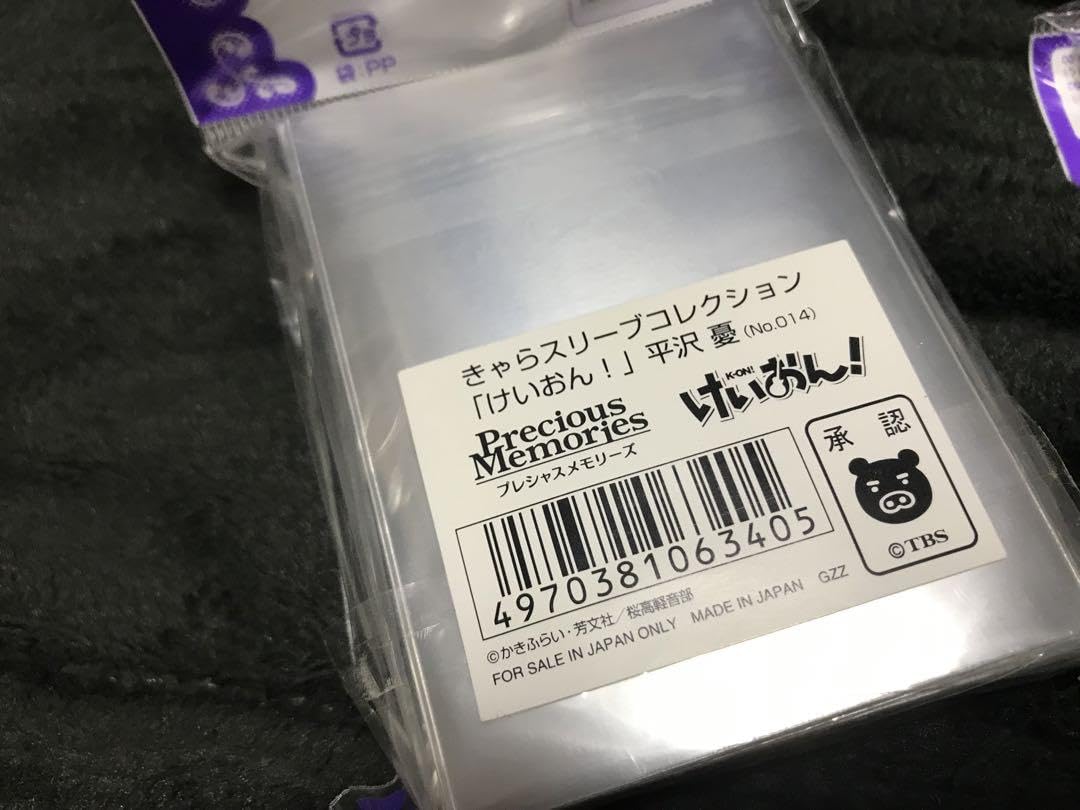 袋:PP
きゃらスリーブコレクション
「けいおん！」平沢 憂 (No.014)
Precious
Memories
プレシャスメモリーズ
K-ON!
けいおん!
承認
©TBS
4970381063405
©かきふらい・芳文社／桜高軽音部
FOR SALE IN JAPAN ONLY MADE IN JAPAN GZZ